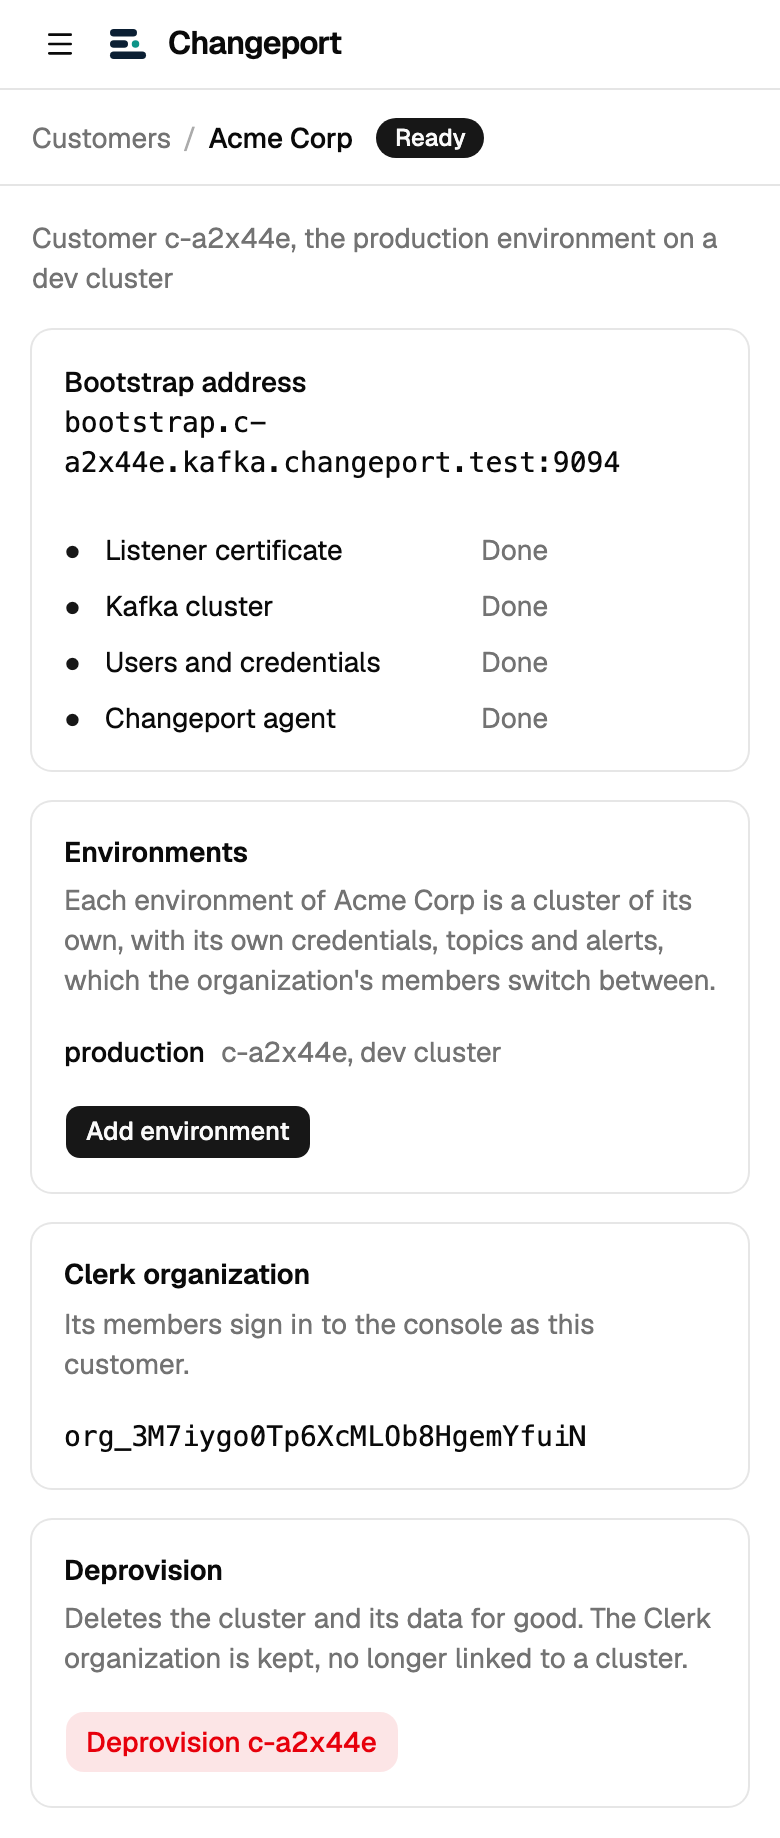 Changeport
Customers / Acme Corp Ready
Customer c-a2x44e, the production environment on a
dev cluster
Bootstrap address
bootstrap.c-
a2x44e.kafka.changeport.test:9094
Listener certificate Done
Kafka cluster Done
Users and credentials Done
Changeport agent Done
Environments
Each environment of Acme Corp is a cluster of its
own, with its own credentials, topics and alerts,
which the organization's members switch between.
production c-a2x44e, dev cluster
Add environment
Clerk organization
Its members sign in to the console as this
customer.
org_3M7iygo0Tp6XcMLOb8HgemYfuiN
Deprovision
Deletes the cluster and its data for good. The Clerk
organization is kept, no longer linked to a cluster.
Deprovision c-a2x44e